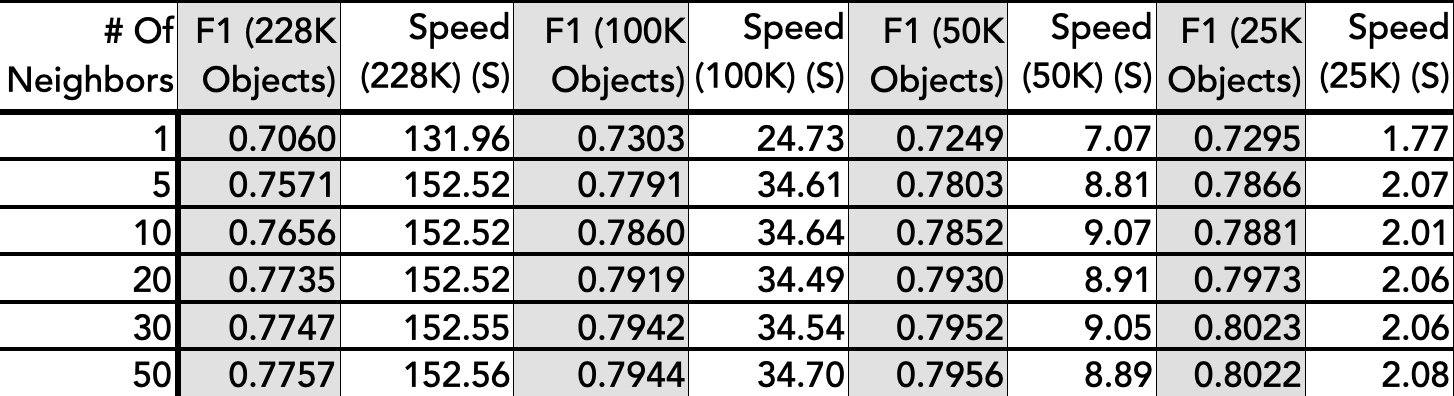 # Of Neighbors F1 (228K Objects) Speed (228K) (S) F1 (100K Objects) Speed (100K) (S) F1 (50K Objects) Speed (50K) (S) F1 (25K Objects) Speed (25K) (S)
1 0.7060 131.96 0.7303 24.73 0.7249 7.07 0.7295 1.77
5 0.7571 152.52 0.7791 34.61 0.7803 8.81 0.7866 2.07
10 0.7656 152.52 0.7860 34.64 0.7852 9.07 0.7881 2.01
20 0.7735 152.52 0.7919 34.49 0.7930 8.91 0.7973 2.06
30 0.7747 152.55 0.7942 34.54 0.7952 9.05 0.8023 2.06
50 0.7757 152.56 0.7944 34.70 0.7956 8.89 0.8022 2.08